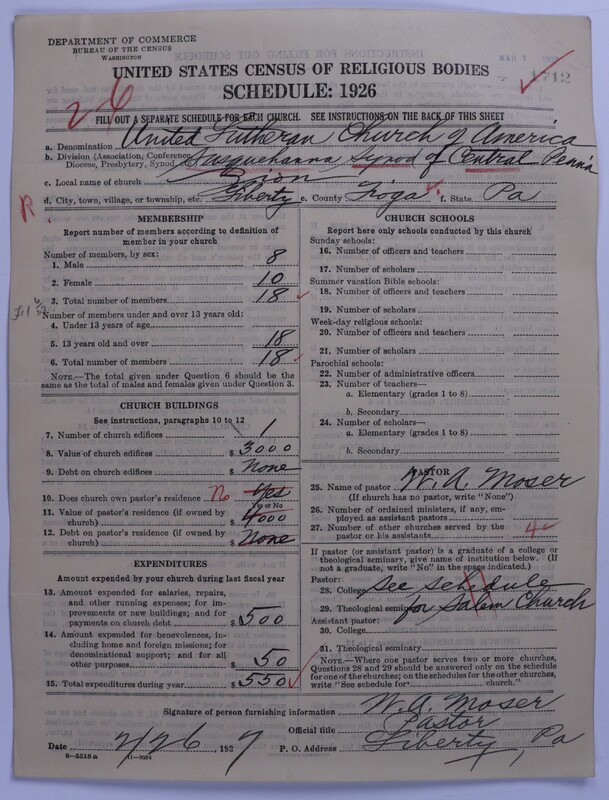 DEPARTMENT OF COMMERCE
BUREAU OF THE CENSUS
WASHINGTON
UNITED STATES CENSUS OF RELIGIOUS BODIES
SCHEDULE: 1926
26
FILL OUT A SEPARATE SCHEDULE FOR EACH CHURCH. SEE INSTRUCTIONS ON THE BACK OF THIS SHEET
a. Denomination United Lutheran Church of America
b. Division (Association, Conference, Diocese, Presbytery, Synod, Susquehanna Synod of Central Penna
c. Local name of church Zion
d. City, town, village, or township, etc. Liberty e. County Tioga f. State. Pa
R.
MEMBERSHIP
Report number of members according to definition of
member in your church
Number of members, by sex:
1. Male 8
2. Female 10
3. Total number of members 18
Number of members under and over 13 years old:
4. Under 13 years of age
5. 13 years old and over 18
6. Total number of members 18
NOTE.—The total given under Question 6 should be the
same as the total of males and females given under Question 3.
CHURCH BUILDINGS
See instructions, paragraphs 10 to 12
7. Number of church edifices 1
8. Value of church edifices $3000
9. Debt on church edifices $None
10. Does church own pastor's residence No Yes
Yes or No
11. Value of pastor's residence (if owned by
church) $4000
12. Debt on pastor's residence (if owned by
church) $None
EXPENDITURES
Amount expended by your church during last fiscal year
13. Amount expended for salaries, repairs,
and other running expenses; for im-
provements or new buildings; and for
payments on church debt $500
14. Amount expended for benevolences, in-
cluding home and foreign missions; for
denominational support; and for all
other purposes $50
15. Total expenditures during year $550
CHURCH SCHOOLS
Report here only schools conducted by this church
Sunday schools:
16. Number of officers and teachers
17. Number of scholars
Summer vacation Bible schools:
18. Number of officers and teachers
19. Number of scholars
Week-day religious schools:
20. Number of officers and teachers
21. Number of scholars
Parochial schools:
22. Number of administrative officers
23. Number of teachers—
a. Elementary (grades 1 to 8)
b. Secondary
24. Number of scholars—
a. Elementary (grades 1 to 8)
b. Secondary
PASTOR
25. Name of pastor W. A. Moser
(If church has no pastor, write "None")
26. Number of ordained ministers, if any, em-
ployed as assistant pastors
27. Number of other churches served by the
pastor or his assistants 4
If pastor (or assistant pastor) is a graduate of a college or
theological seminary, give name of institution below. (If
not a graduate, write "No" in the space indicated.)
Pastor:
28. College See schedule
29. Theological seminary for Salem Church
Assistant pastor:
30. College
31. Theological seminary
NOTE.—Where one pastor serves two or more churches,
Questions 28 and 29 should be answered only on the schedule
for one of the churches; on the schedules for the other churches,
write "See schedule for church."
Signature of person furnishing information W. A. Moser
Official title Pastor
Date 2/26, 1927 P. O. Address Liberty, Pa